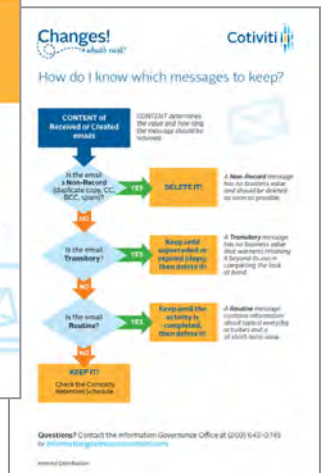 Changes!
what's next?
Cotiviti
How do I know which messages to keep?
CONTENT of
Received or Created
emails
CONTENT determines
the value and how long
the message should be
retained.
Is the email
a Non-Record
(duplicate copy, CC,
BCC, spam)?
YES
DELETE IT!
A Non-Record message
has no business value
and should be deleted
as soon as possible.
NO
Is the email
Transitory?
YES
Keep until
superseded or
expired
then delete it!
A Transitory message
has no business value
that warrants retaining
it beyond its use in
completing the task
at hand.
NO
Is the email
Routine?
YES
Keep until the
activity is
completed,
then delete it!
A Routine message
contains information
about typical everyday
activities and is
of short-term value.
NO
KEEP IT!
Check the Company
Retention Schedule
Questions? Contact the Information Governance Office at (203) 642-0745
or
Internal Distribution